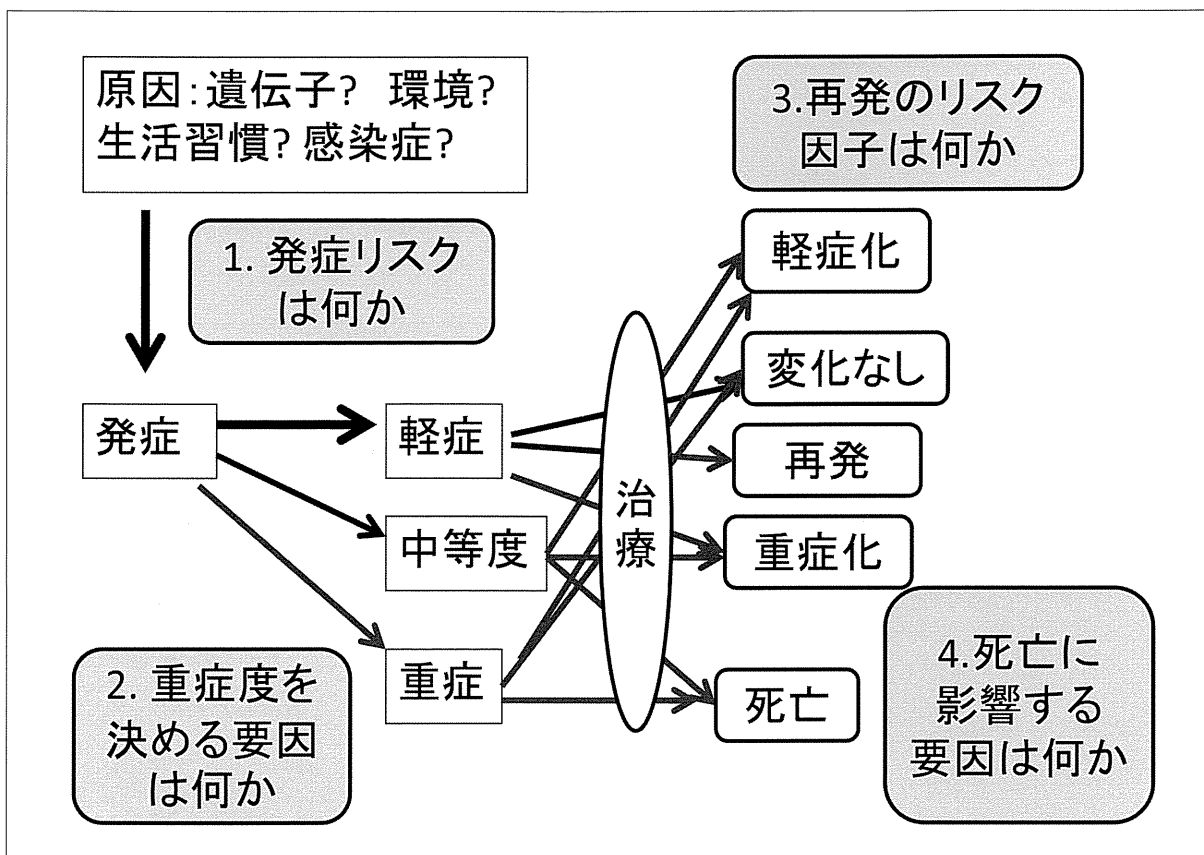 原因：遺伝子？ 環境？
生活習慣？感染症？
1. 発症リスク
は何か
3.再発のリスク
因子は何か
発症
軽症
中等度
重症
治
療
軽症化
変化なし
再発
重症化
死亡
2. 重症度を
決める要因
は何か
4.死亡に
影響する
要因は何か